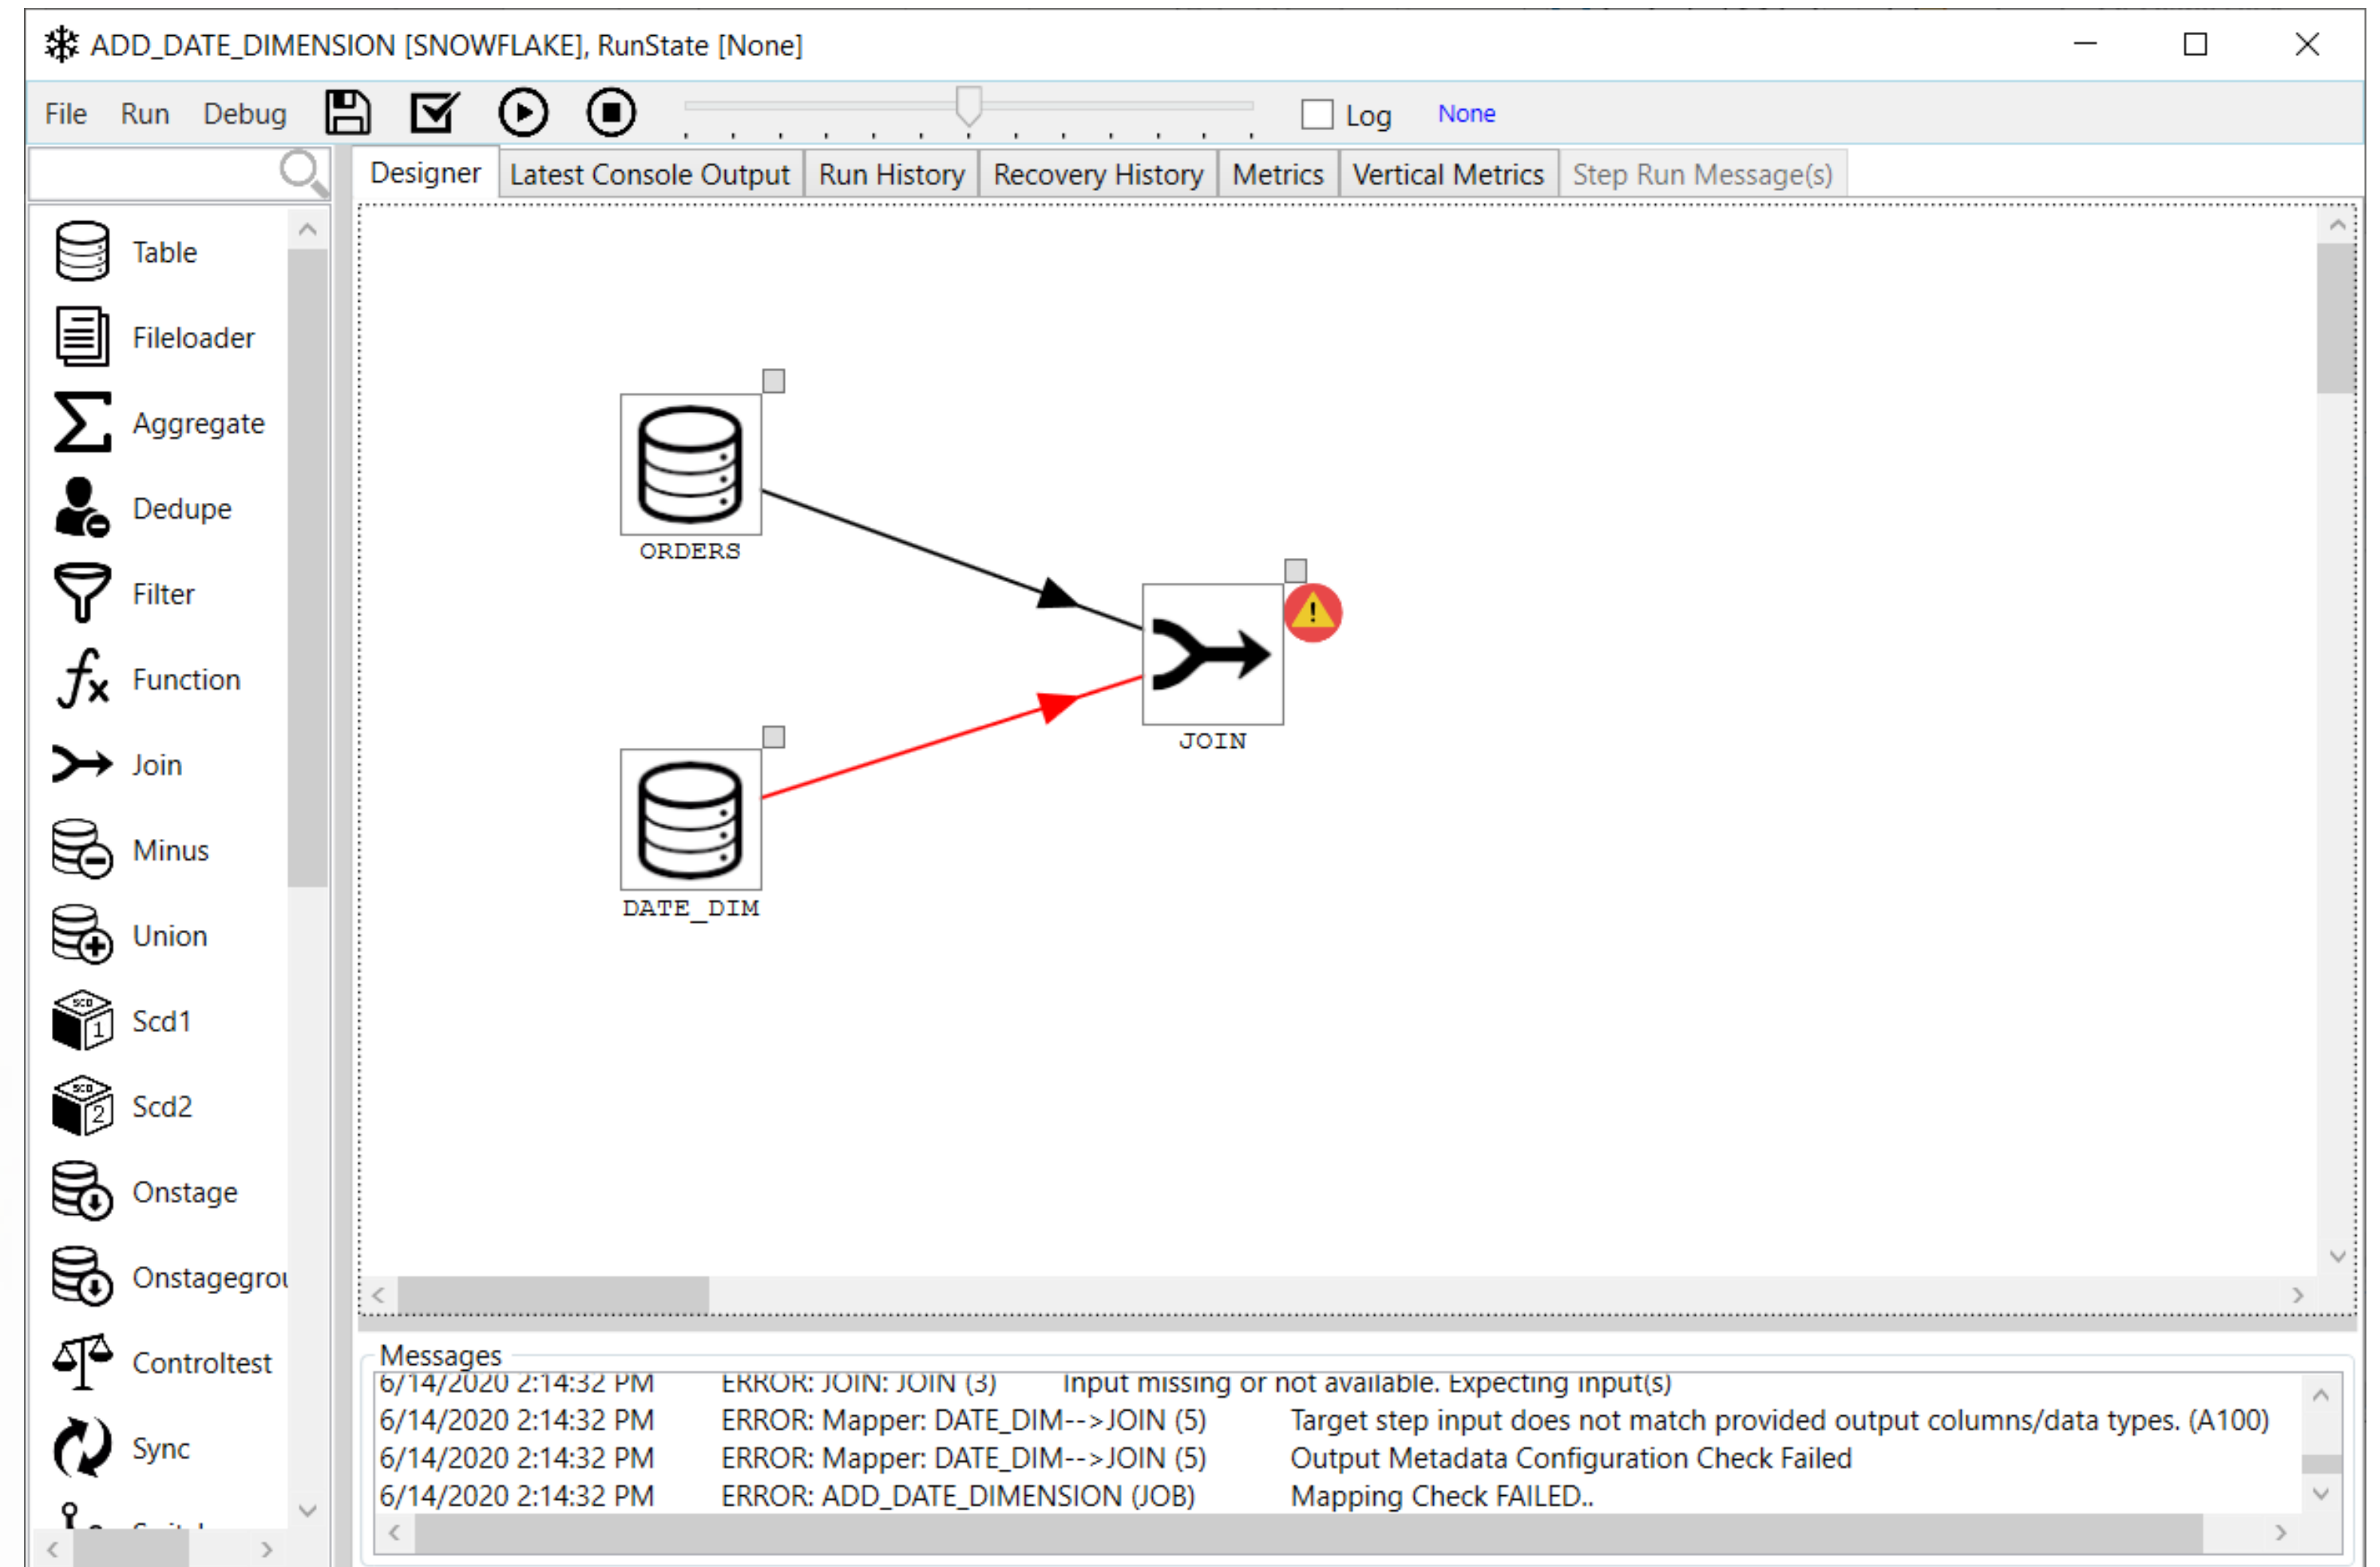 ADD_DATE_DIMENSION [SNOWFLAKE], RunState [None]
File Run Debug Log None
Designer Latest Console Output Run History Recovery History Metrics Vertical Metrics Step Run Message(s)
Table
Fileloader
Aggregate
Dedupe
Filter
Function
Join
Minus
Union
SCD 1 Scd1
SCD 2 Scd2
Onstage
Onstagegrou
Controltest
Sync
ORDERS
JOIN
DATE_DIM
Messages
6/14/2020 2:14:32 PM ERROR: JOIN: JOIN (3) Input missing or not available. Expecting input(s)
6/14/2020 2:14:32 PM ERROR: Mapper: DATE_DIM-->JOIN (5) Target step input does not match provided output columns/data types. (A100)
6/14/2020 2:14:32 PM ERROR: Mapper: DATE_DIM-->JOIN (5) Output Metadata Configuration Check Failed
6/14/2020 2:14:32 PM ERROR: ADD_DATE_DIMENSION (JOB) Mapping Check FAILED..